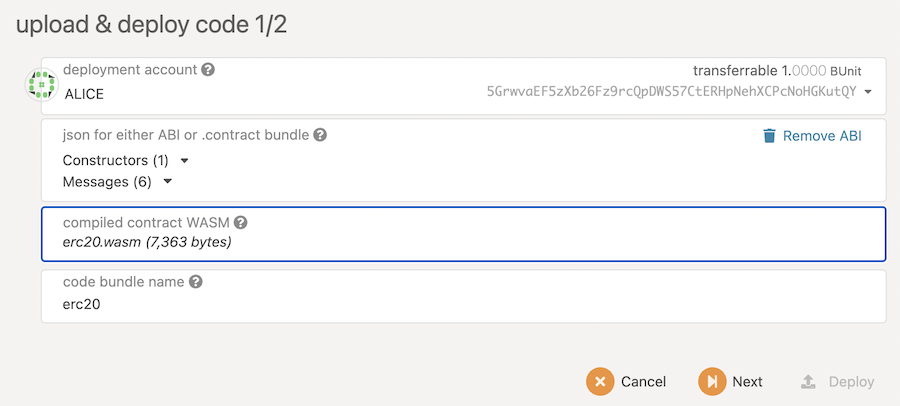 upload & deploy code 1/2
deployment account
transferrable 1.0000 BUnit
ALICE
5GrwvaEF5zXb26Fz9rcQpDWS57CtERHpNehXCPcNoHGKutQY
json for either ABI or .contract bundle
Remove ABI
Constructors (1)
Messages (6)
compiled contract WASM
erc20.wasm (7,363 bytes)
code bundle name
erc20
Cancel
Next
Deploy